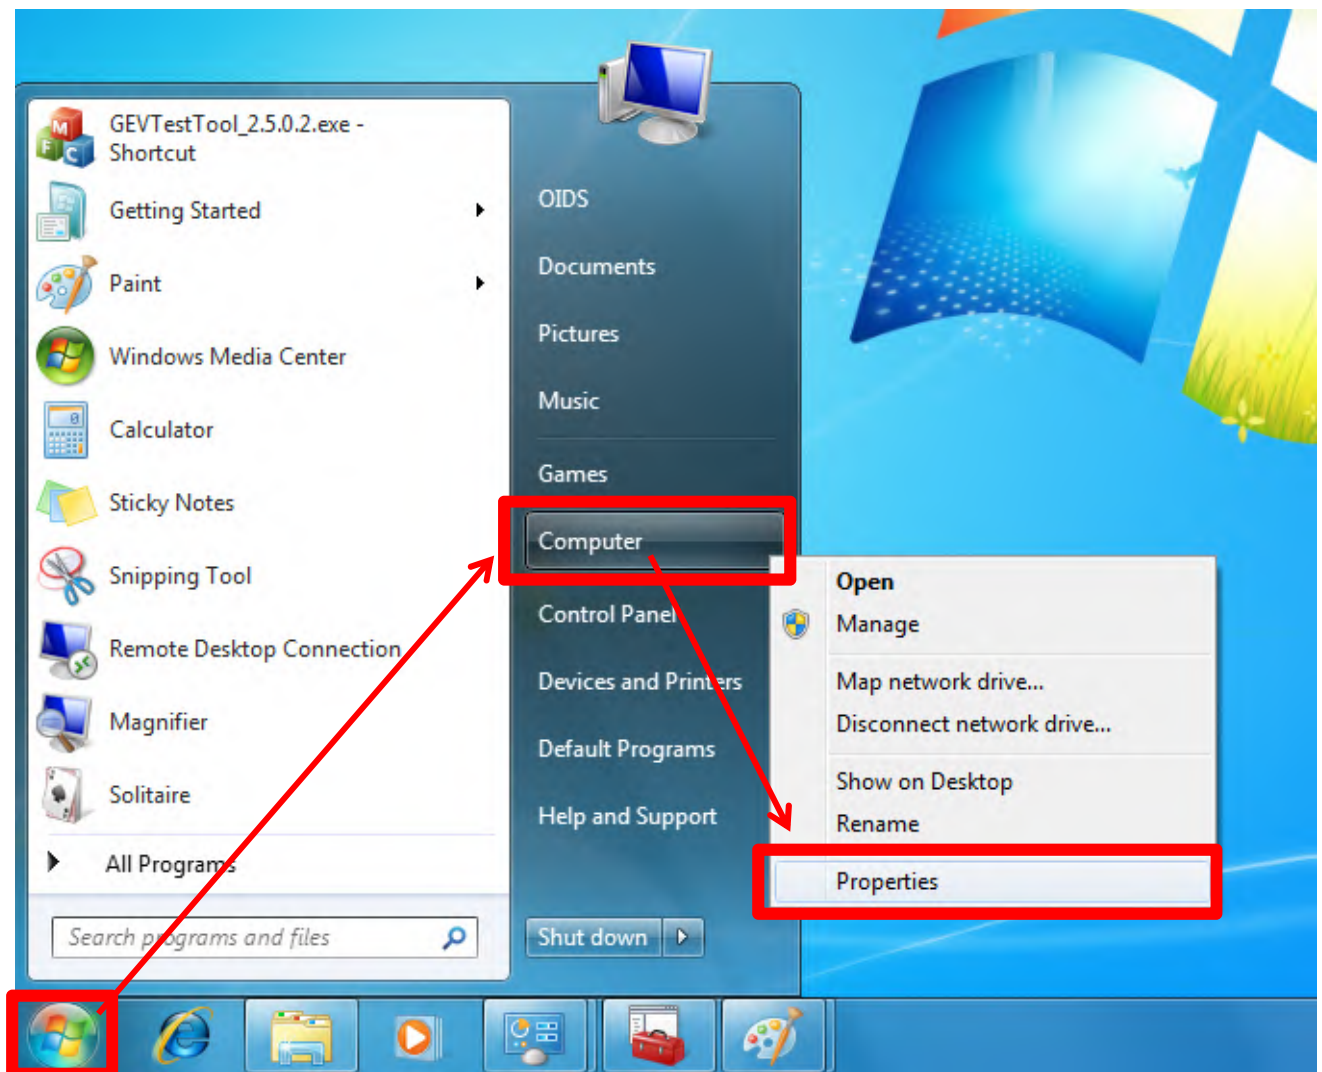 GEVTestTool_2.5.0.2.exe -
Shortcut
Getting Started
Paint
Windows Media Center
Calculator
Sticky Notes
Snipping Tool
Remote Desktop Connection
Magnifier
Solitaire
All Programs
Search programs and files
OIDS
Documents
Pictures
Music
Games
Computer
Control Panel
Devices and Printers
Default Programs
Help and Support
Shut down
Open
Manage
Map network drive...
Disconnect network drive...
Show on Desktop
Rename
Properties